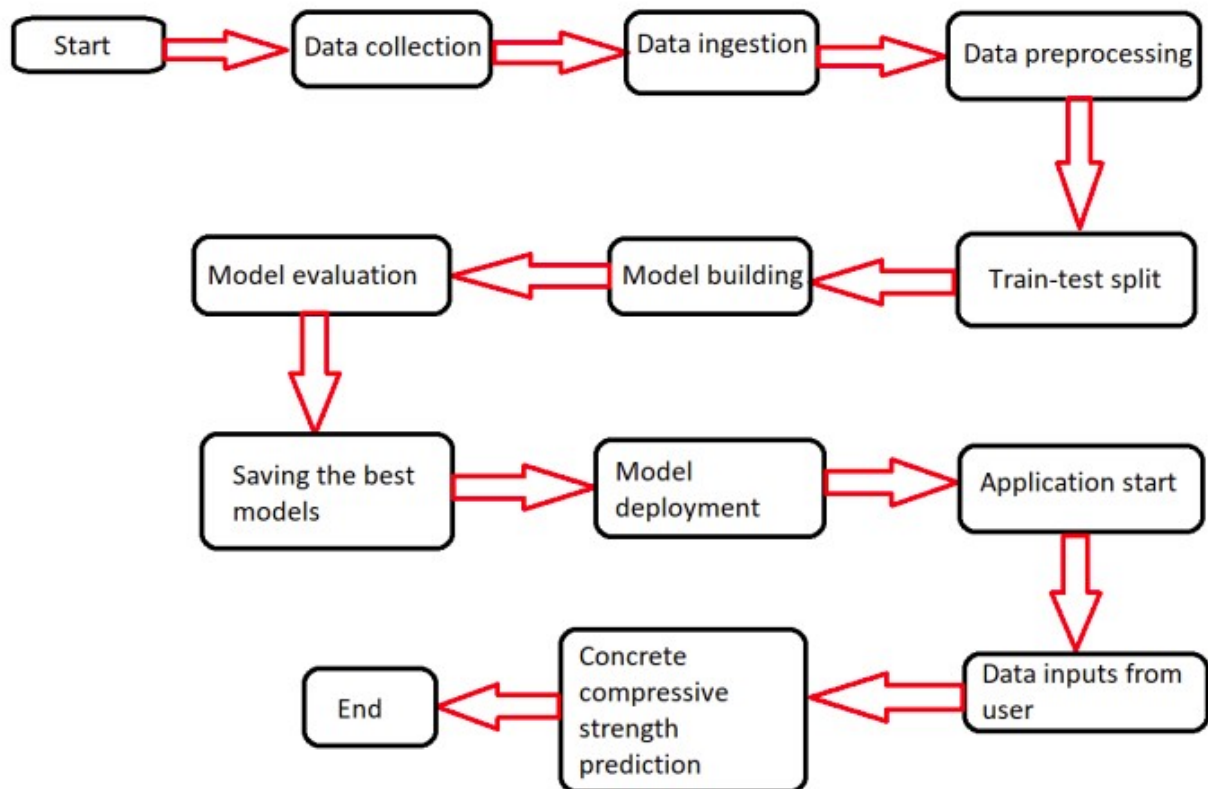 Start
Data collection
Data ingestion
Data preprocessing
Train-test split
Model building
Model evaluation
Saving the best
models
Model
deployment
Application start
Data inputs from
user
Concrete
compressive
strength
prediction
End